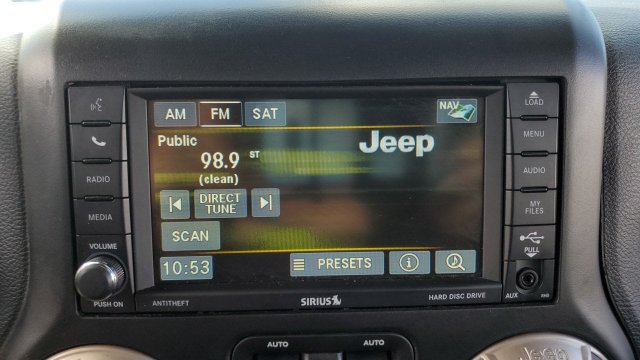 LOAD
AM FM SAT NAV
MENU
Public
Jeep
98.9 ST
(clean)
RADIO
AUDIO
DIRECT
TUNE
MY
FILES
MEDIA
SCAN
VOLUME
PULL
10:53 PRESETS i
PUSH ON
ANTITHEFT SIRIUS HARD DISC DRIVE AUX
AUTO AUTO
Jeep